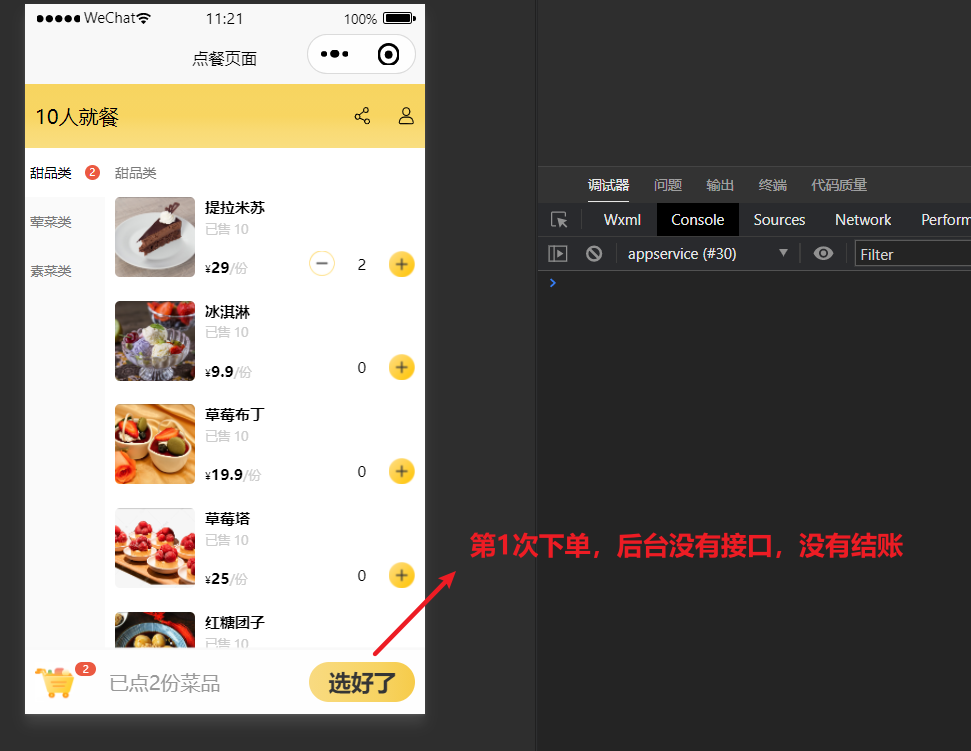 WeChat 11:21 100%
点餐页面
10人就餐
甜品类 2 甜品类
荤菜类
素菜类
提拉米苏
已售 10
¥29/份 2
冰淇淋
已售 10
¥9.9/份 0
草莓布丁
已售 10
¥19.9/份 0
草莓塔
已售 10
¥25/份 0
红糖团子
已售 10
2 已点2份菜品 选好了
调试器 问题 输出 终端 代码质量
Wxml Console Sources Network Perform
appservice (#30) Filter
第1次下单，后台没有接口，没有结账